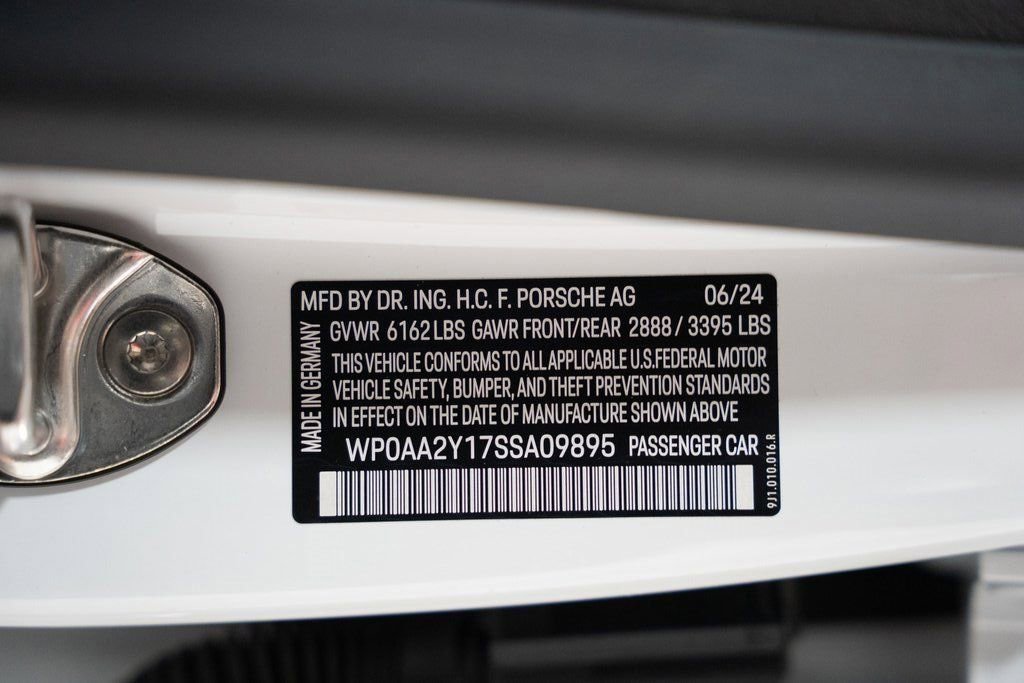 MFD BY DR. ING. H.C. F. PORSCHE AG 06/24
GVWR 6162 LBS GAWR FRONT/REAR 2888 / 3395 LBS
THIS VEHICLE CONFORMS TO ALL APPLICABLE U.S. FEDERAL MOTOR
VEHICLE SAFETY, BUMPER, AND THEFT PREVENTION STANDARDS
IN EFFECT ON THE DATE OF MANUFACTURE SHOWN ABOVE
WP0AA2Y17SSA09895 PASSENGER CAR
MADE IN GERMANY
9J1.010.016.R